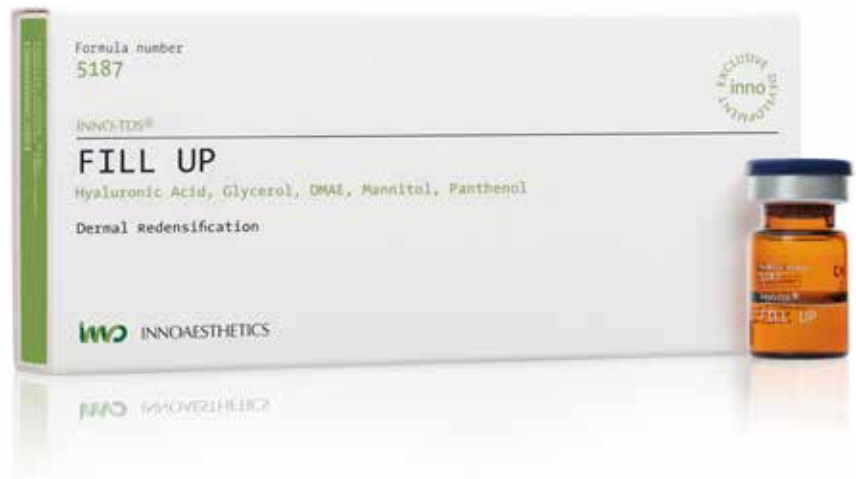 Formula number
5187
INNO-TDS®
FILL UP
Hyaluronic Acid, Glycerol, DMAE, Mannitol, Panthenol
Dermal Redensification
inno INNOAESTHETICS
EXCLUSIVE DEVELOPMENT
inno
FILL UP